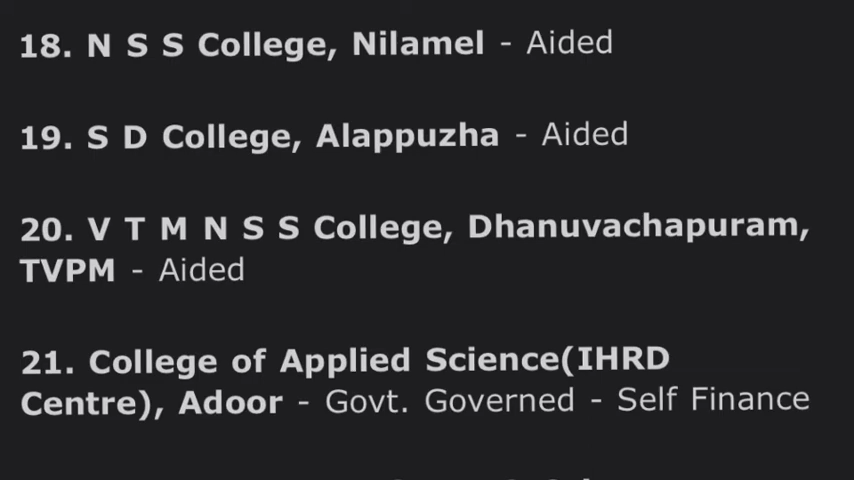 18. N S S College, Nilamel - Aided
19. S D College, Alappuzha - Aided
20. V T M N S S College, Dhanuvachapuram,
TVPM - Aided
21. College of Applied Science(IHRD
Centre), Adoor - Govt. Governed - Self Finance